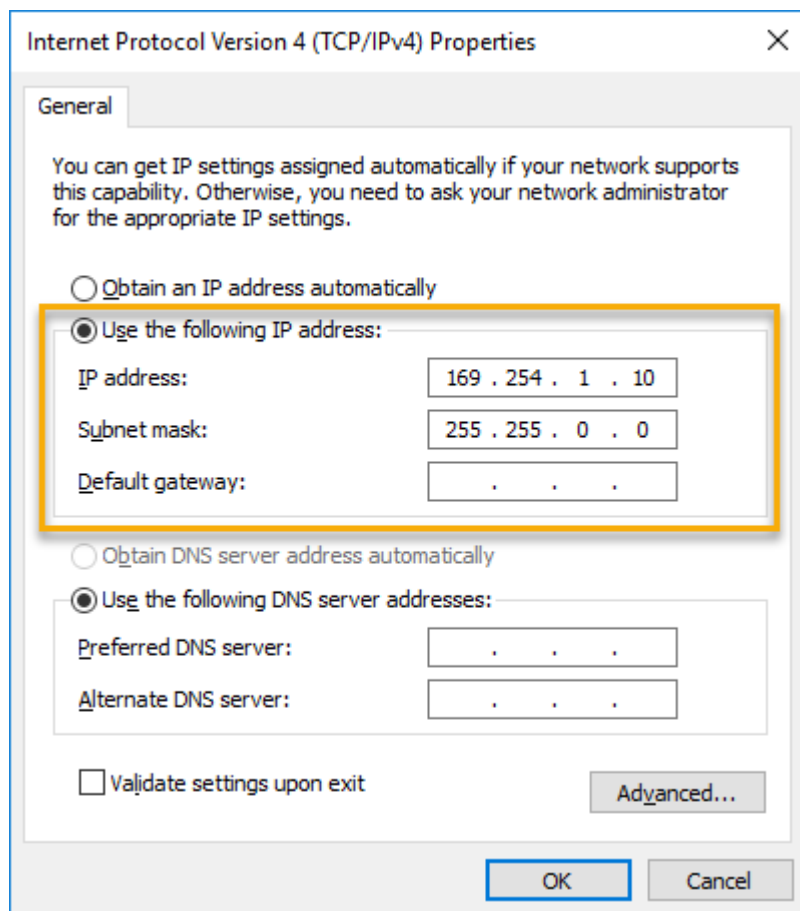 Internet Protocol Version 4 (TCP/IPv4) Properties
General
You can get IP settings assigned automatically if your network supports
this capability. Otherwise, you need to ask your network administrator
for the appropriate IP settings.
Obtain an IP address automatically
Use the following IP address:
IP address: 169 . 254 . 1 . 10
Subnet mask: 255 . 255 . 0 . 0
Default gateway: . . .
Obtain DNS server address automatically
Use the following DNS server addresses:
Preferred DNS server: . . .
Alternate DNS server: . . .
Validate settings upon exit
Advanced...
OK Cancel